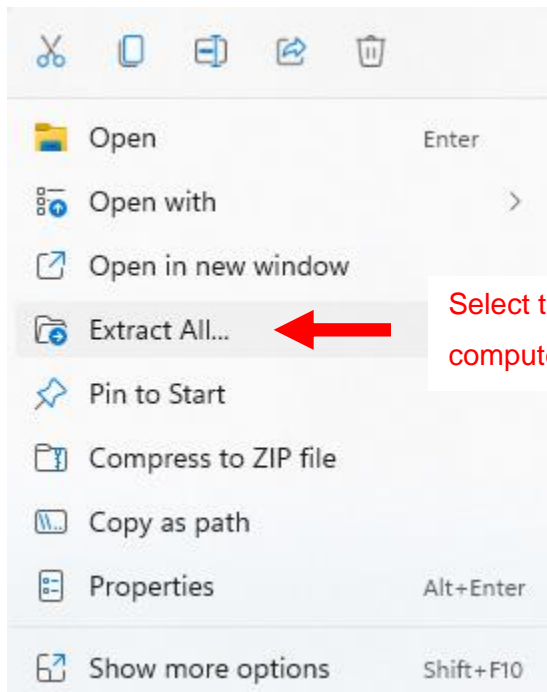 Open Enter
Open with
Open in new window
Select
Extract All...
Pin to Start
Compress to ZIP file
Copy as path
Properties Alt+Enter
Show more options Shift+F10